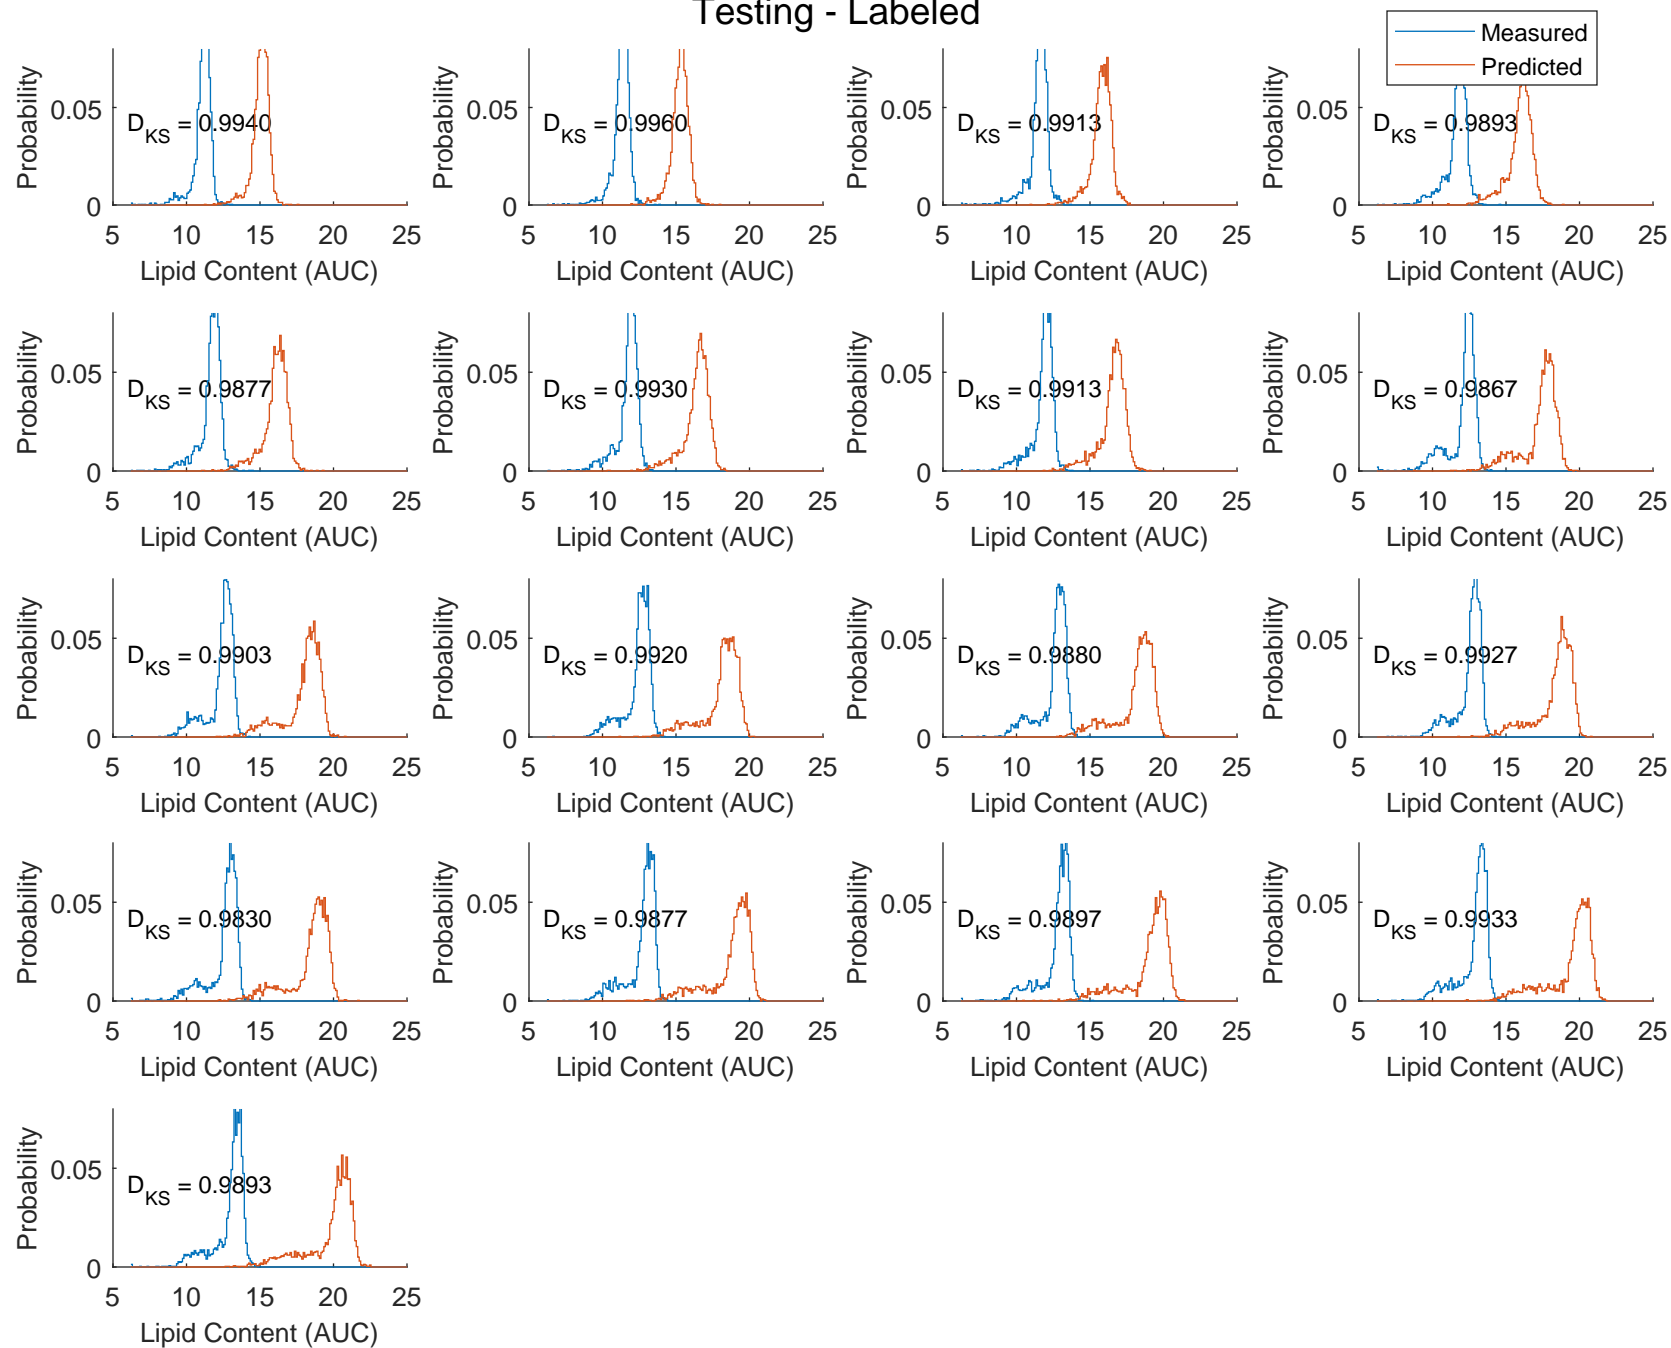 Testing - Labeled
Measured
Predicted
Probability
0.05
0
D_KS = 0.9940
5 10 15 20 25
Lipid Content (AUC)
Probability
0.05
0
D_KS = 0.9960
5 10 15 20 25
Lipid Content (AUC)
Probability
0.05
0
D_KS = 0.9913
5 10 15 20 25
Lipid Content (AUC)
Probability
0.05
0
D_KS = 0.9893
5 10 15 20 25
Lipid Content (AUC)
Probability
0.05
0
D_KS = 0.9877
5 10 15 20 25
Lipid Content (AUC)
Probability
0.05
0
D_KS = 0.9930
5 10 15 20 25
Lipid Content (AUC)
Probability
0.05
0
D_KS = 0.9913
5 10 15 20 25
Lipid Content (AUC)
Probability
0.05
0
D_KS = 0.9867
5 10 15 20 25
Lipid Content (AUC)
Probability
0.05
0
D_KS = 0.9903
5 10 15 20 25
Lipid Content (AUC)
Probability
0.05
0
D_KS = 0.9920
5 10 15 20 25
Lipid Content (AUC)
Probability
0.05
0
D_KS = 0.9880
5 10 15 20 25
Lipid Content (AUC)
Probability
0.05
0
D_KS = 0.9927
5 10 15 20 25
Lipid Content (AUC)
Probability
0.05
0
D_KS = 0.9830
5 10 15 20 25
Lipid Content (AUC)
Probability
0.05
0
D_KS = 0.9877
5 10 15 20 25
Lipid Content (AUC)
Probability
0.05
0
D_KS = 0.9897
5 10 15 20 25
Lipid Content (AUC)
Probability
0.05
0
D_KS = 0.9933
5 10 15 20 25
Lipid Content (AUC)
Probability
0.05
0
D_KS = 0.9893
5 10 15 20 25
Lipid Content (AUC)